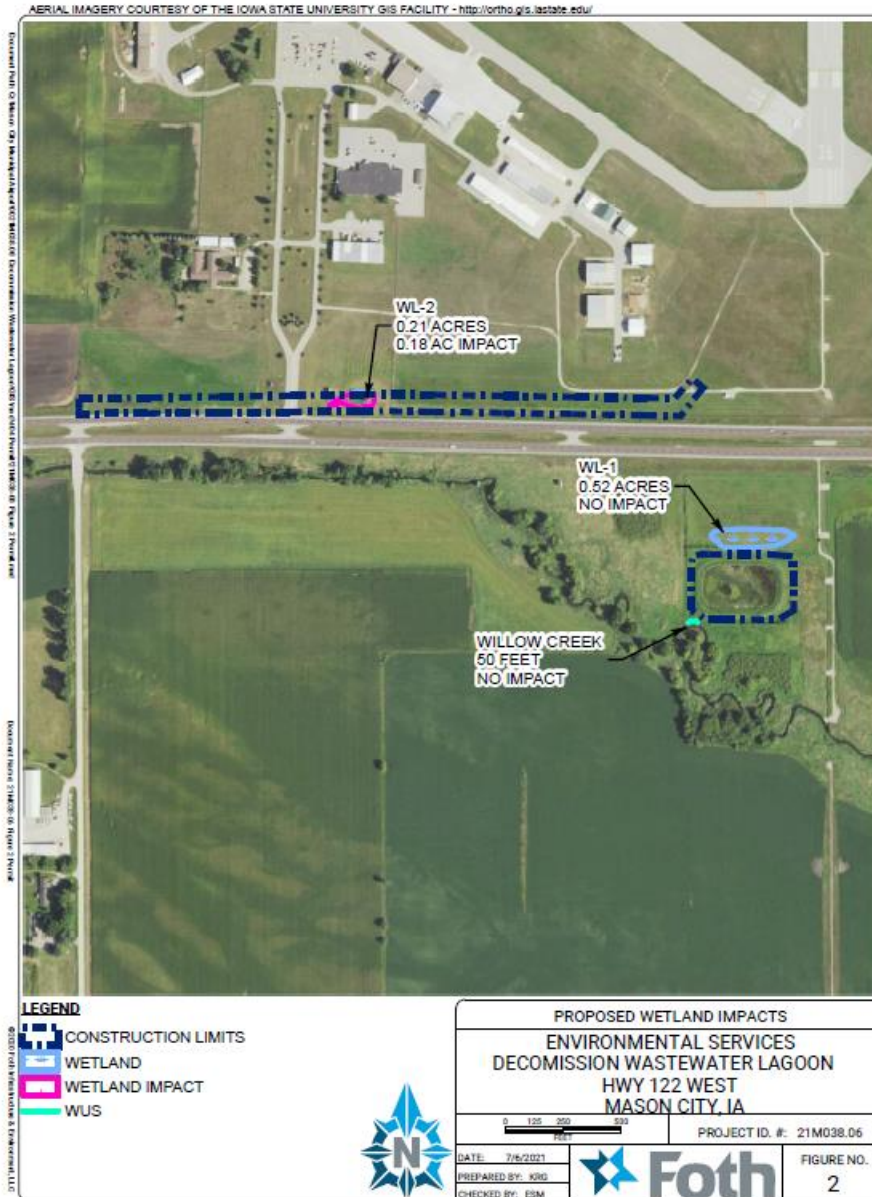 AERIAL IMAGERY COURTESY OF THE IOWA STATE UNIVERSITY GIS FACILITY - http://ortho.gis.iastate.edu/
WL-2
0.21 ACRES
0.18 AC IMPACT
WL-1
0.52 ACRES
NO IMPACT
WILLOW CREEK
50 FEET
NO IMPACT
LEGEND
CONSTRUCTION LIMITS
WETLAND
WETLAND IMPACT
WUS
N
PROPOSED WETLAND IMPACTS
ENVIRONMENTAL SERVICES
DECOMISSION WASTEWATER LAGOON
HWY 122 WEST
MASON CITY, IA
0 125 250 500
FEET
PROJECT ID. #: 21M038.06
DATE: 7/6/2021
PREPARED BY: KRG
CHECKED BY: ESM
Foth
FIGURE NO.
2